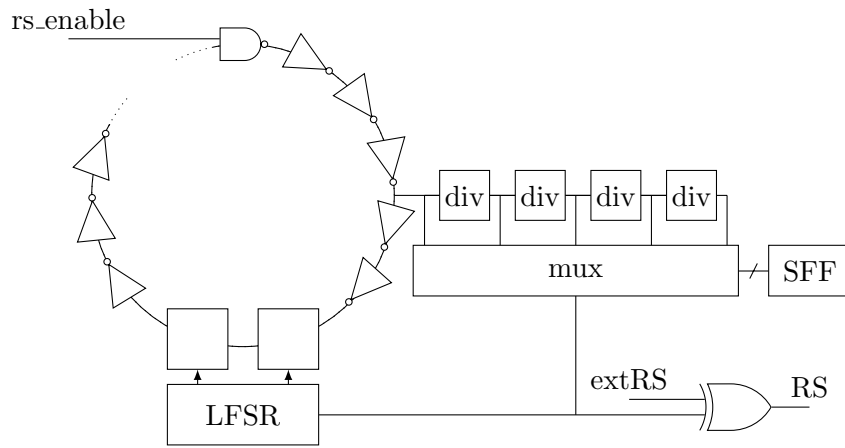 rs_enable
div
div
div
div
mux
SFF
extRS
RS
LFSR